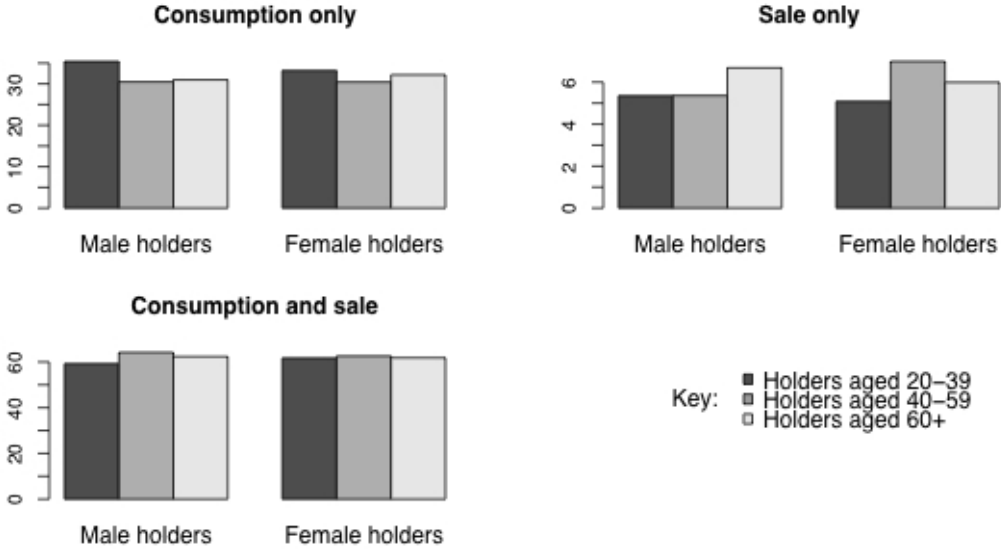 Consumption only
30
20
10
0
Male holders Female holders
Sale only
6
4
2
0
Male holders Female holders
Consumption and sale
60
40
20
0
Male holders Female holders
Key:
Holders aged 20–39
Holders aged 40–59
Holders aged 60+